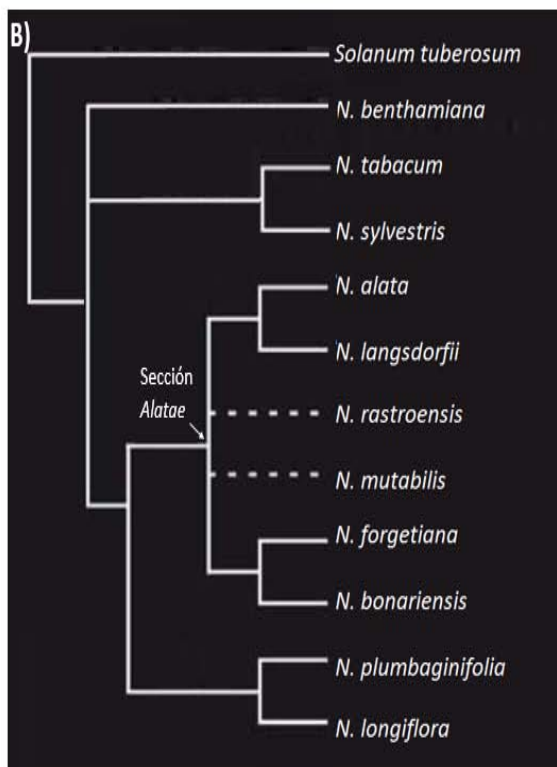 B)
Solanum tuberosum
N. benthamiana
N. tabacum
N. sylvestris
N. alata
N. langsdorfii
Sección
Alatae
N. rastroensis
N. mutabilis
N. forgetiana
N. bonariensis
N. plumbaginifolia
N. longiflora